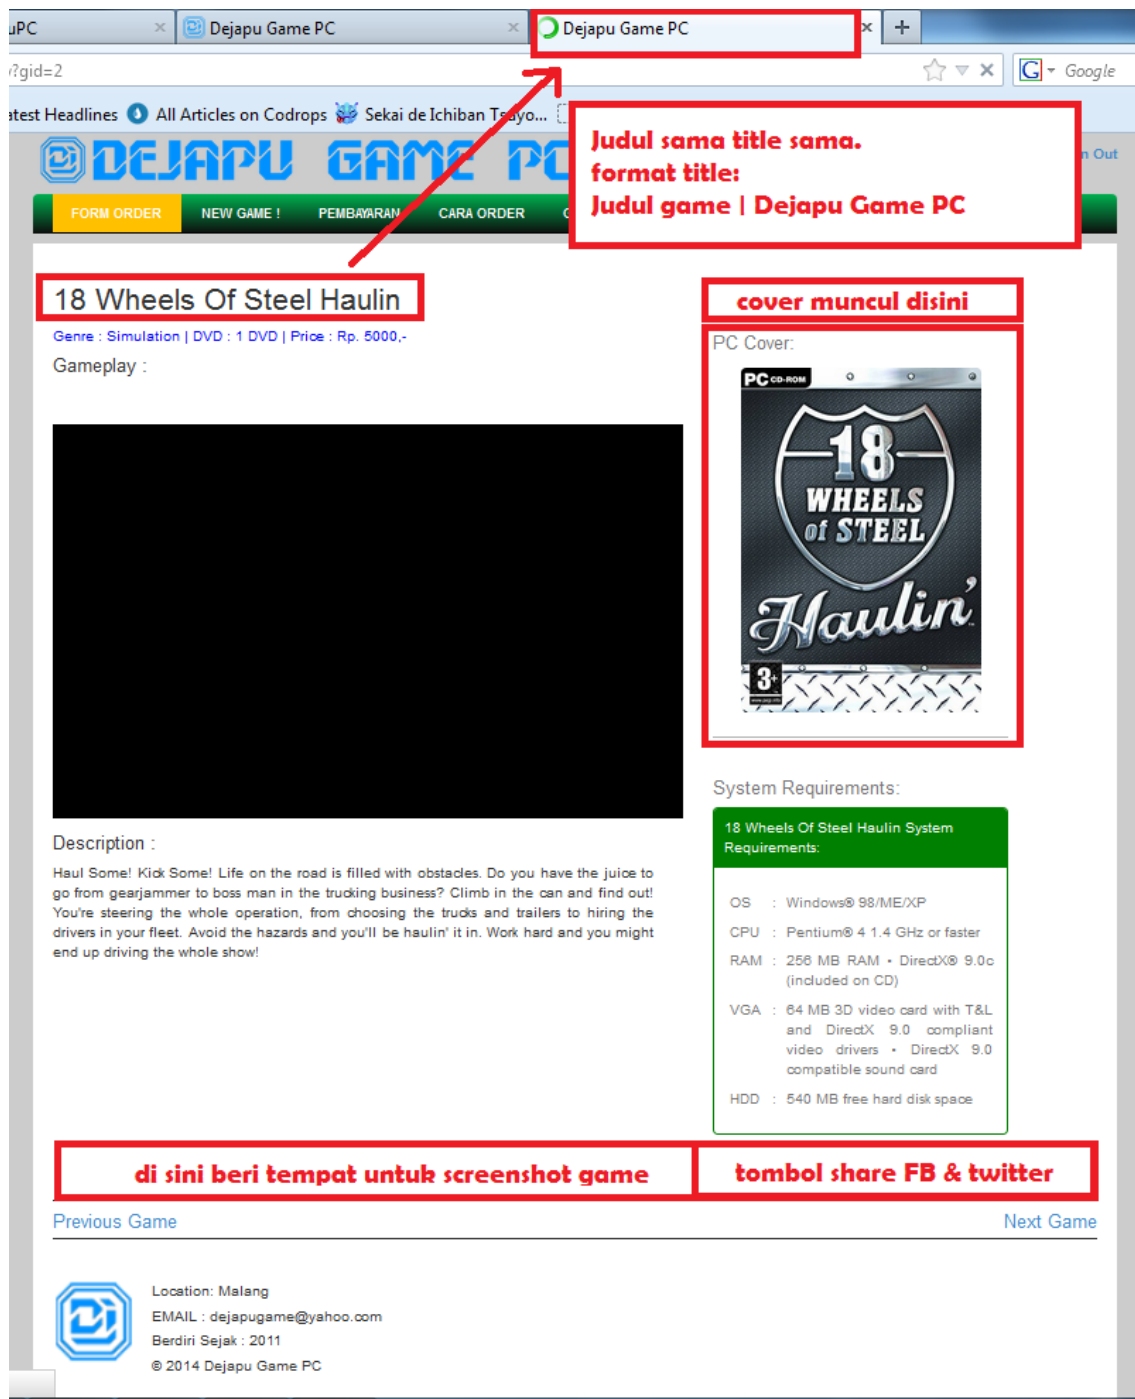 uPC
Dejapu Game PC
Dejapu Game PC
?gid=2
Google
atest Headlines
All Articles on Codrops
Sekai de Ichiban Tsuyo...
DEJAPU GAME PC
n Out
Judul sama title sama.
format title:
Judul game | Dejapu Game PC
FORM ORDER
NEW GAME !
PEMBAYARAN
CARA ORDER
18 Wheels Of Steel Haulin
Genre : Simulation | DVD : 1 DVD | Price : Rp. 5000,-
Gameplay :
cover muncul disini
PC Cover:
PC CD-ROM
18
WHEELS
of STEEL
Haulin'
3+
Description :
Haul Some! Kick Some! Life on the road is filled with obstacles. Do you have the juice to
go from gearjammer to boss man in the trucking business? Climb in the can and find out!
You're steering the whole operation, from choosing the trucks and trailers to hiring the
drivers in your fleet. Avoid the hazards and you'll be haulin' it in. Work hard and you might
end up driving the whole show!
System Requirements:
18 Wheels Of Steel Haulin System
Requirements:
OS : Windows® 98/ME/XP
CPU : Pentium® 4 1.4 GHz or faster
RAM : 256 MB RAM • DirectX® 9.0c
(included on CD)
VGA : 64 MB 3D video card with T&L
and DirectX 9.0 compliant
video drivers • DirectX 9.0
compatible sound card
HDD : 540 MB free hard disk space
di sini beri tempat untuk screenshot game
tombol share FB & twitter
Previous Game
Next Game
Location: Malang
EMAIL : dejapugame@yahoo.com
Berdiri Sejak : 2011
© 2014 Dejapu Game PC